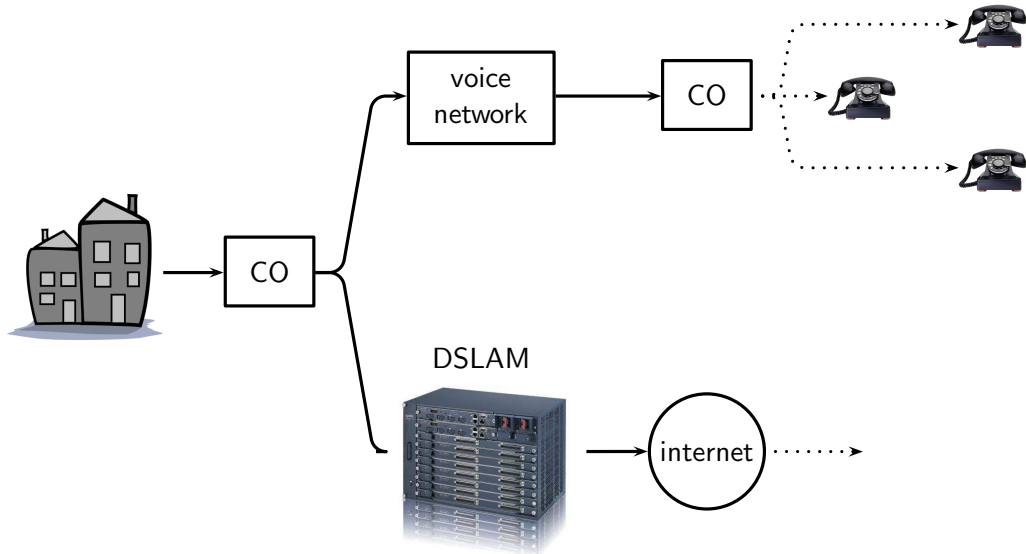 voice
network
CO
CO
DSLAM
internet